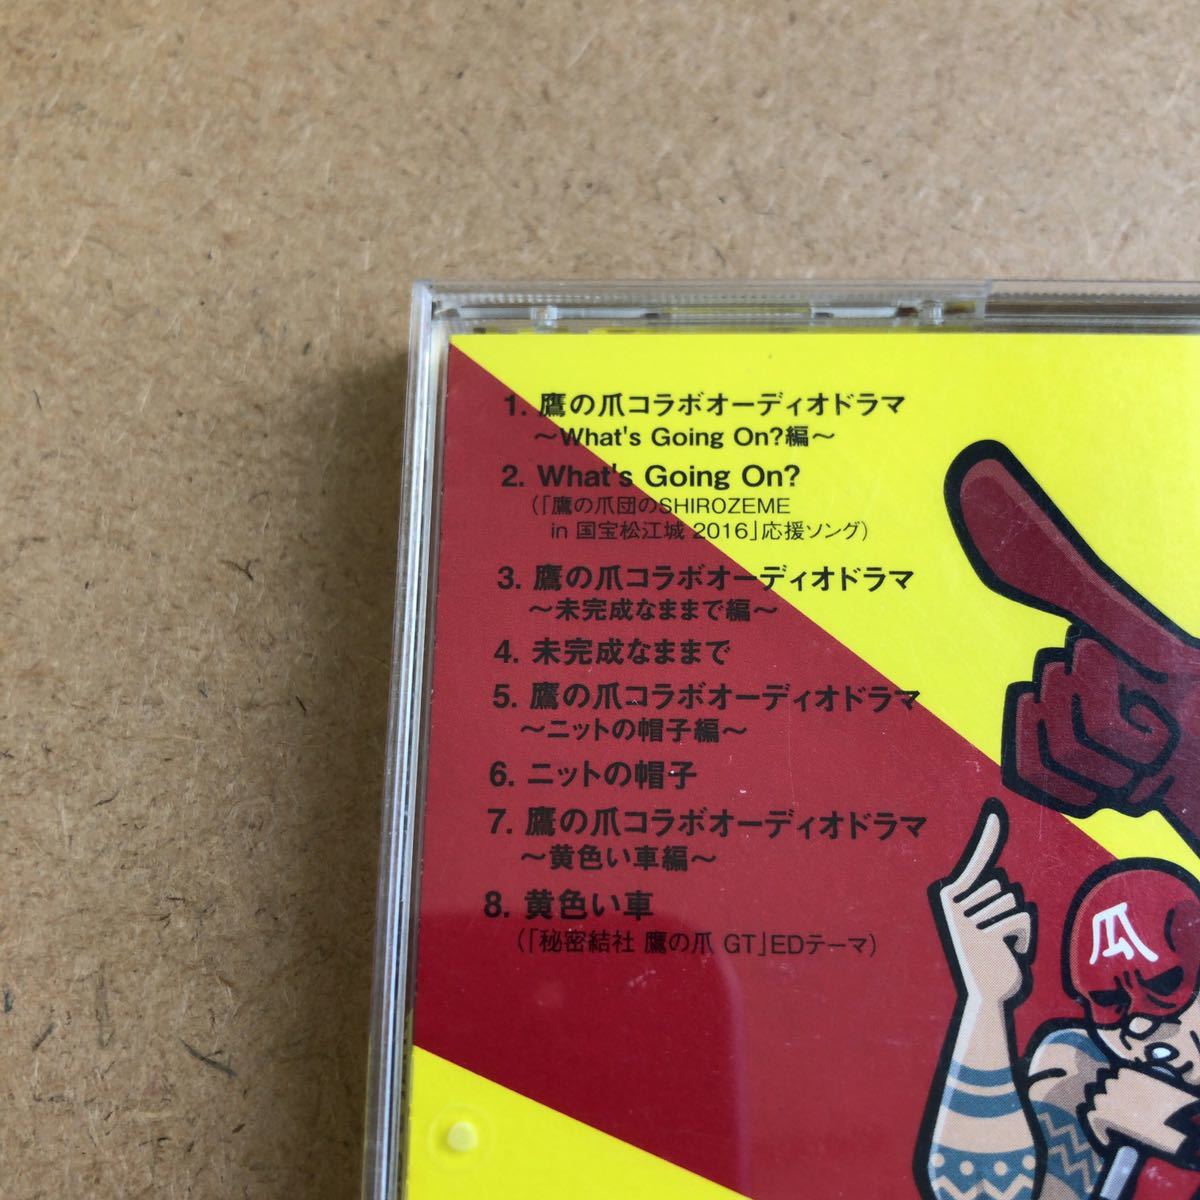 1. 鷹の爪コラボオーディオドラマ
〜What's Going On?編〜
2. What's Going On?
(「鷹の爪団のSHIROZEME
in 国宝松江城 2016」応援ソング)
3. 鷹の爪コラボオーディオドラマ
〜未完成なままで編〜
4. 未完成なままで
5. 鷹の爪コラボオーディオドラマ
〜ニットの帽子編〜
6. ニットの帽子
7. 鷹の爪コラボオーディオドラマ
〜黄色い車編〜
8. 黄色い車
(「秘密結社 鷹の爪 GT」EDテーマ)
爪